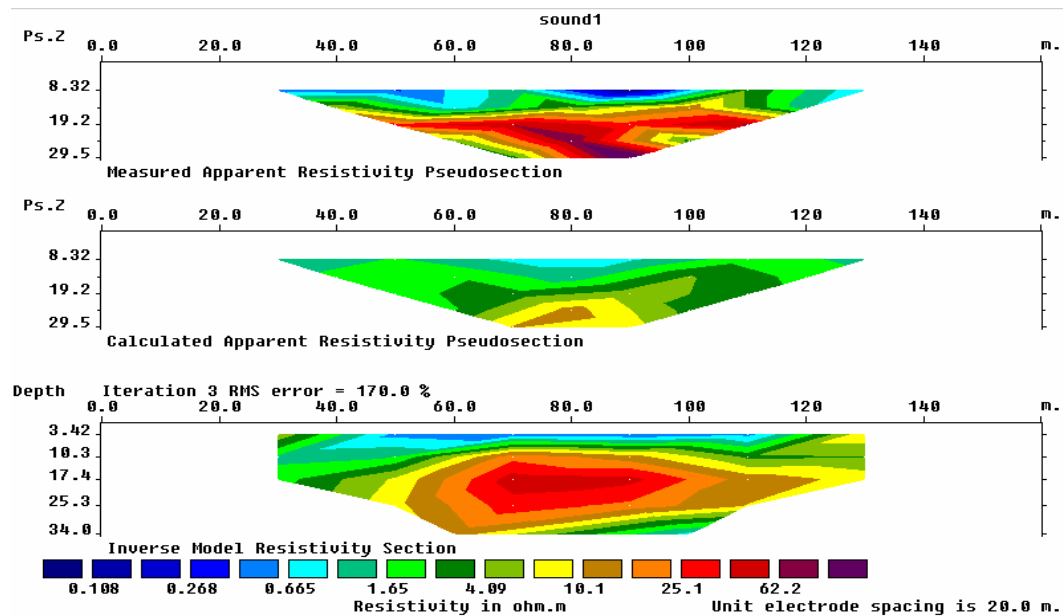 sound1
Ps.Z
0.0 20.0 40.0 60.0 80.0 100 120 140 m.
8.32
19.2
29.5
Measured Apparent Resistivity Pseudosection
Ps.Z
0.0 20.0 40.0 60.0 80.0 100 120 140 m.
8.32
19.2
29.5
Calculated Apparent Resistivity Pseudosection
Depth Iteration 3 RMS error = 170.0 %
0.0 20.0 40.0 60.0 80.0 100 120 140 m.
3.42
10.3
17.4
25.3
34.0
Inverse Model Resistivity Section
0.108 0.268 0.665 1.65 4.09 10.1 25.1 62.2
Resistivity in ohm.m Unit electrode spacing is 20.0 m.